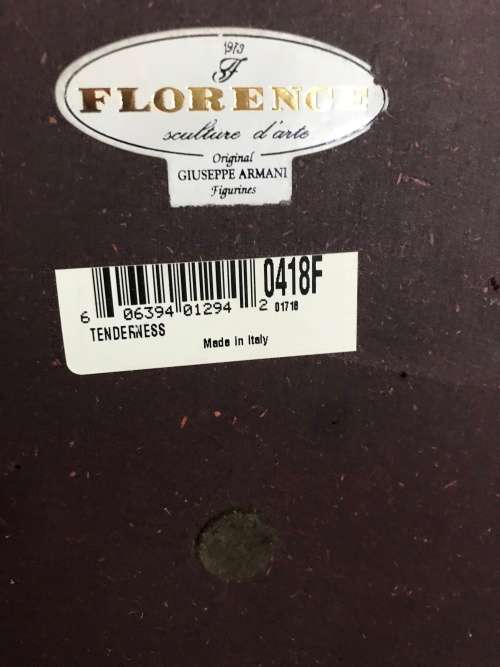 1973
F
FLORENCE
sculture d'arte
Original
GIUSEPPE ARMANI
Figurines
0418F
6 06394 01294 2 01718
TENDERNESS
Made in Italy